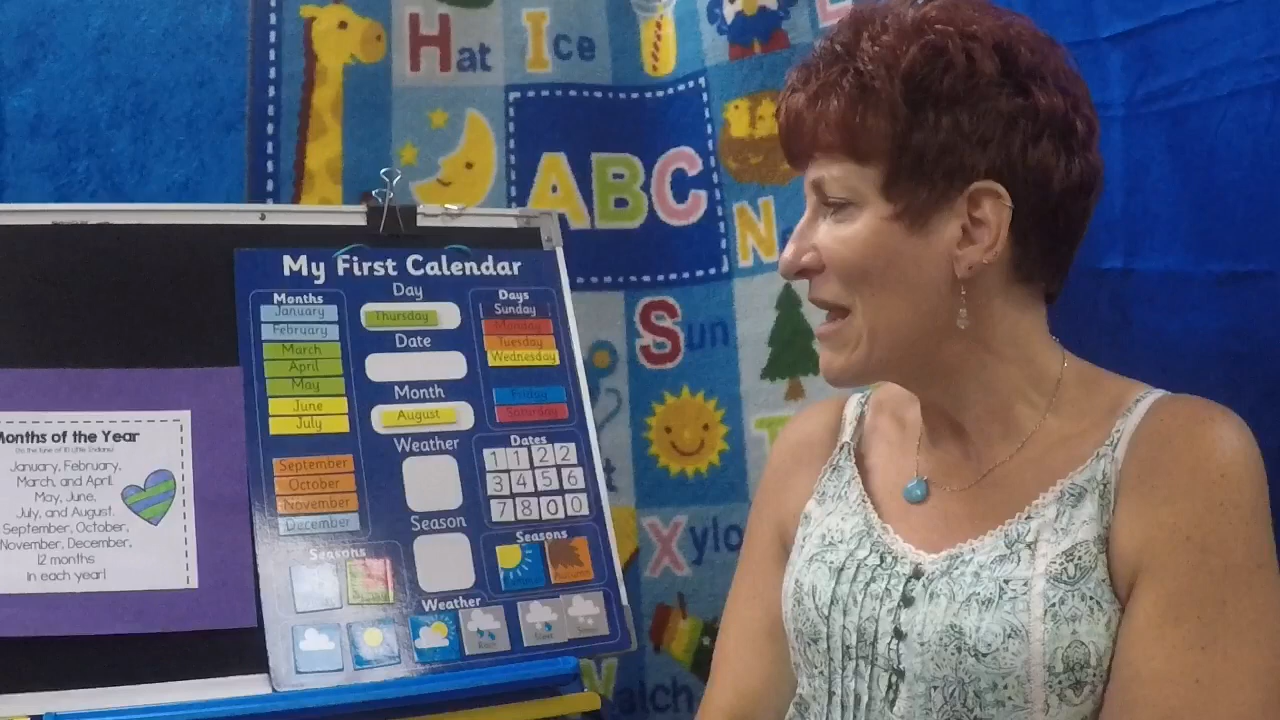 Hat
Ice
ABC
N
Sun
Xylo
My First Calendar
Months
January
February
March
April
May
June
July
September
October
November
December
Day
Thursday
Date
Month
August
Weather
Season
Days
Sunday
Monday
Tuesday
Wednesday
Friday
Saturday
Dates
1 1 2 2
3 4 5 6
7 8 0 0
Seasons
Seasons
Weather
Rain
Months of the Year
January, February,
March, and April
May, June,
July, and August.
September, October,
November, December,
12 months
in each year!